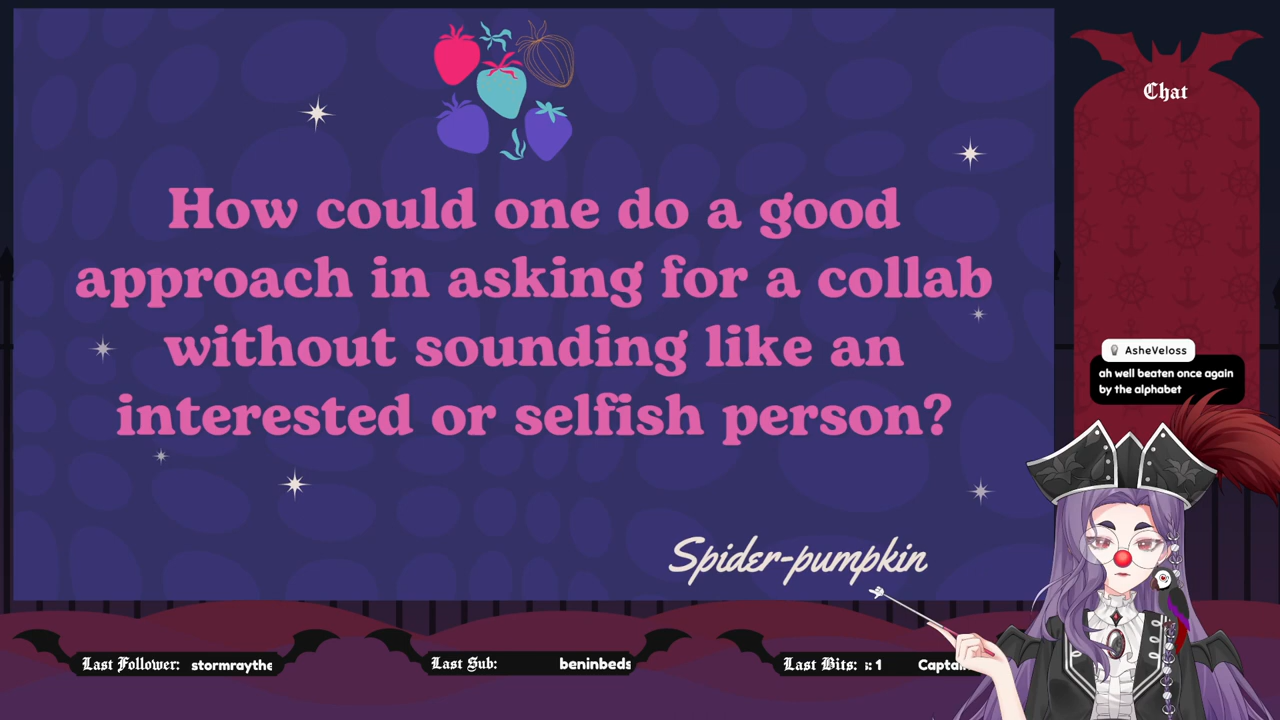 How could one do a good
approach in asking for a collab
without sounding like an
interested or selfish person?
Spider-pumpkin
Chat
AsheVeloss
ah well beaten once again
by the alphabet
Last Follower: stormraythe
Last Sub: beninbeds
Last Bits: : 1 Captai